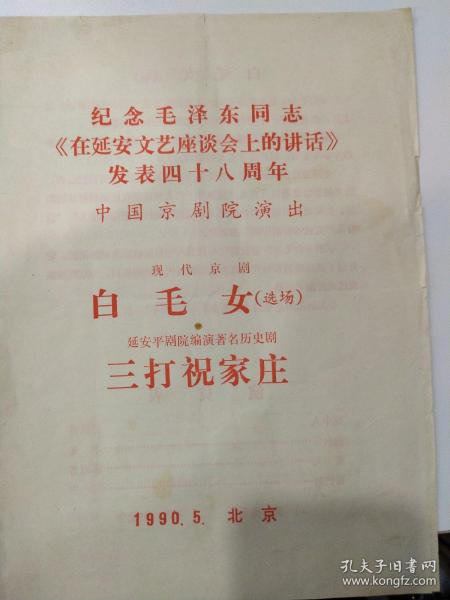 纪念毛泽东同志
《在延安文艺座谈会上的讲话》
发表四十八周年
中国京剧院演出
现代京剧
白毛女(选场)
延安平剧院编演著名历史剧
三打祝家庄
1990.5. 北京
孔夫子旧书网
www.kongfz.com